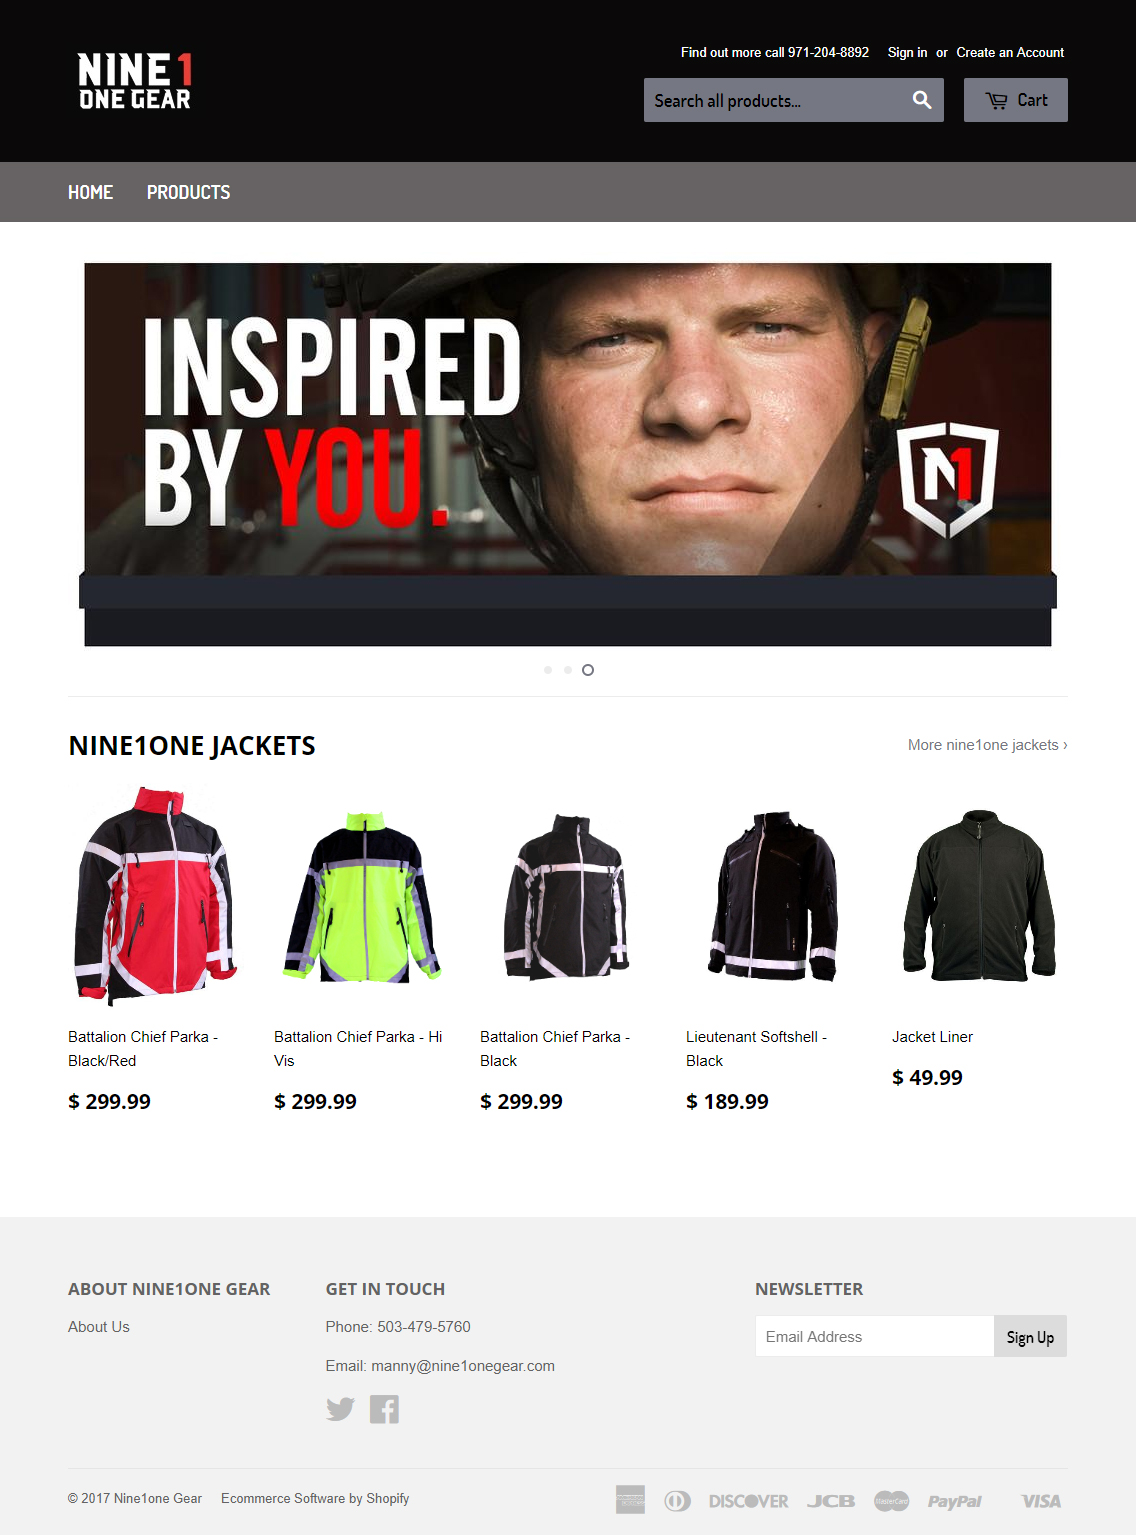 NINE 1
ONE GEAR
Find out more call 971-204-8892 Sign in or Create an Account
Search all products...
Cart
HOME PRODUCTS
INSPIRED
BY YOU.
N1
NINE1ONE JACKETS
More nine1one jackets ›
Battalion Chief Parka -
Black/Red
$ 299.99
Battalion Chief Parka - Hi
Vis
$ 299.99
Battalion Chief Parka -
Black
$ 299.99
Lieutenant Softshell -
Black
$ 189.99
Jacket Liner
$ 49.99
ABOUT NINE1ONE GEAR
About Us
GET IN TOUCH
Phone: 503-479-5760
Email: manny@nine1onegear.com
NEWSLETTER
Email Address
Sign Up
© 2017 Nine1one Gear Ecommerce Software by Shopify
DISCOVER JCB MasterCard PayPal VISA